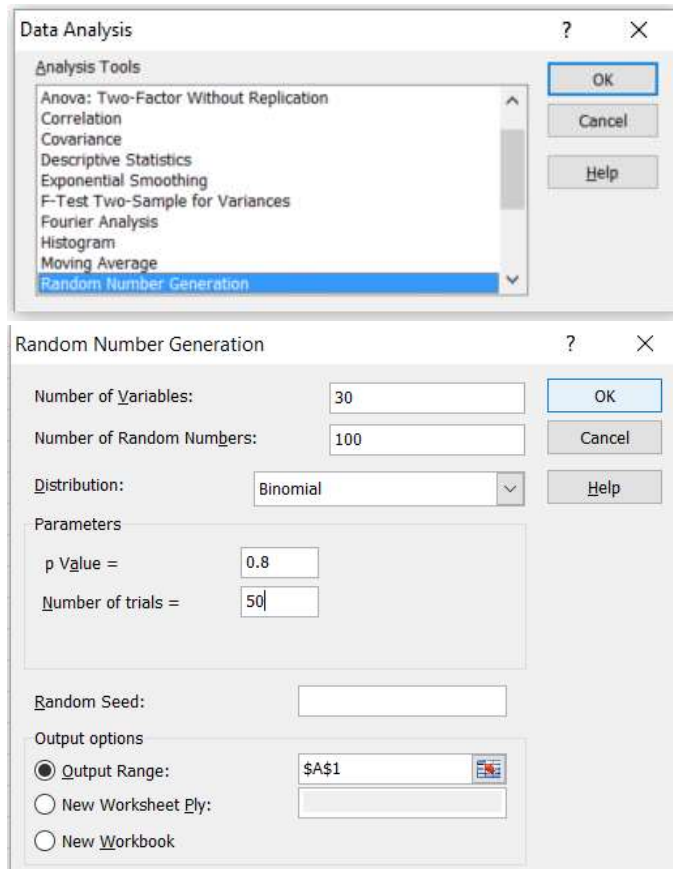 Data Analysis ?
Analysis Tools
Anova: Two-Factor Without Replication
Correlation
Covariance
Descriptive Statistics
Exponential Smoothing
F-Test Two-Sample for Variances
Fourier Analysis
Histogram
Moving Average
Random Number Generation
OK
Cancel
Help
Random Number Generation ?
Number of Variables: 30
Number of Random Numbers: 100
Distribution: Binomial
Parameters
p Value = 0.8
Number of trials = 50
Random Seed:
Output options
Output Range: $A$1
New Worksheet Ply:
New Workbook
OK
Cancel
Help